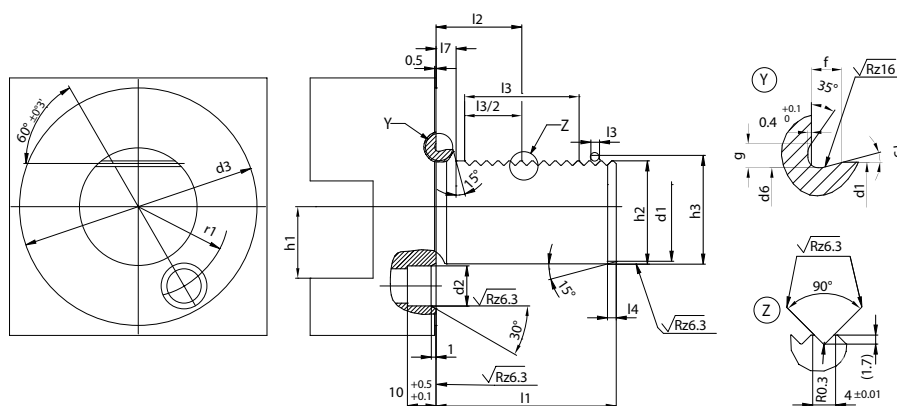 60° ±0°3'
d3
r1
h1
l2
l7
0.5
l3
l3/2
Y
Z
l3
15°
h2
d1
h3
d2
√Rz6.3
15°
l4
√Rz6.3
30°
1
√Rz6.3
10 +0.5 +0.1
l1
Y
f
√Rz16
35°
0.4 +0.1 0
g
d6
d1
√Rz6.3
90°
Z
R0.3
4 ±0.01
(1.7)